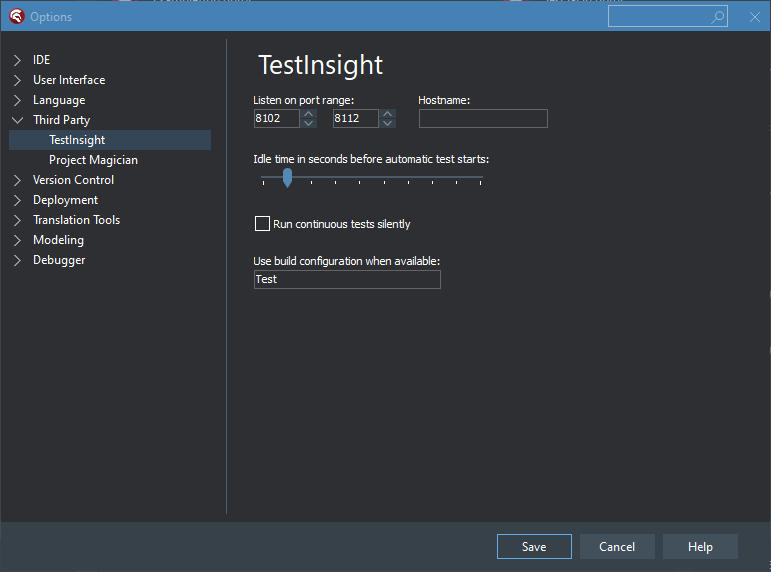 Options
IDE
User Interface
Language
Third Party
TestInsight
Project Magician
Version Control
Deployment
Translation Tools
Modeling
Debugger
TestInsight
Listen on port range: Hostname:
8102 8112
Idle time in seconds before automatic test starts:
Run continuous tests silently
Use build configuration when available:
Test
Save Cancel Help